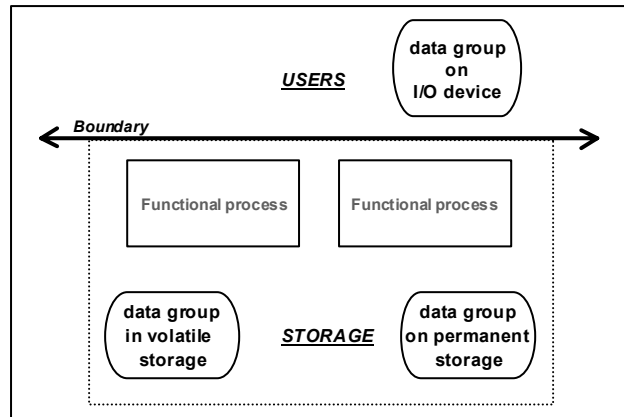 data group
on
I/O device
USERS
Boundary
Functional process
Functional process
data group
in volatile
storage
STORAGE
data group
on permanent
storage